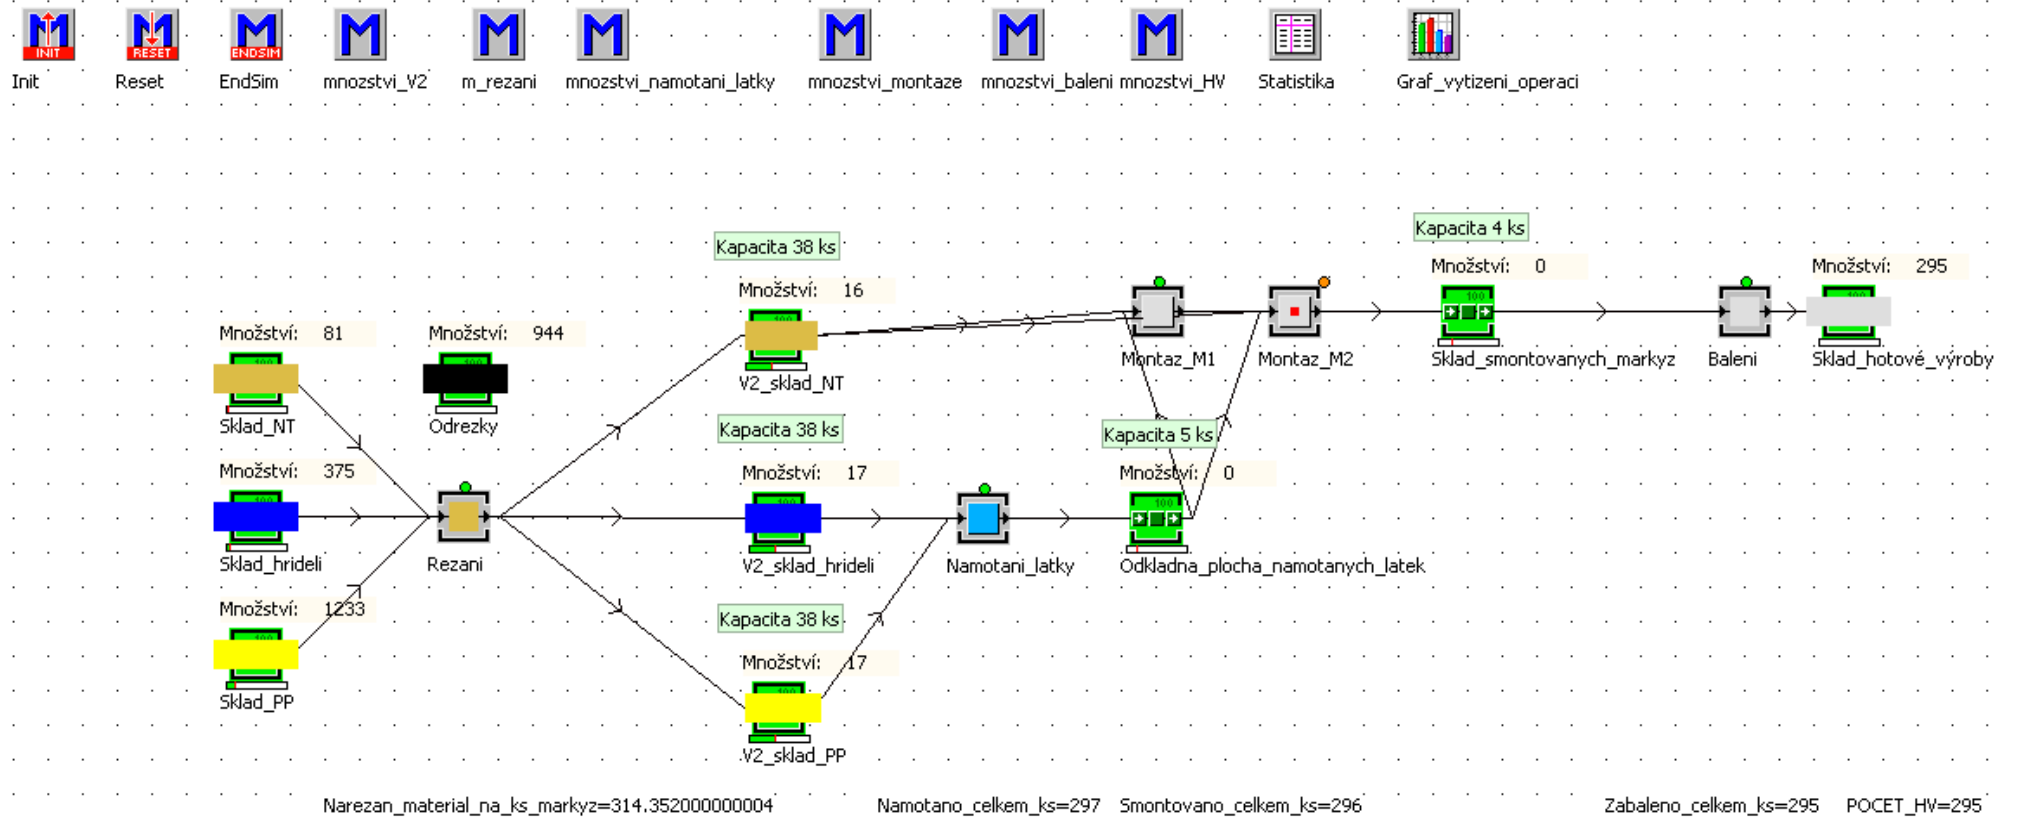 INIT
RESET
ENDSIM
Init
Reset
EndSim
mnozstvi_V2
m_rezani
mnozstvi_namotani_latky
mnozstvi_montaze
mnozstvi_baleni
mnozstvi_HV
Statistika
Graf_vytizeni_operaci
Kapacita 4 ks
Kapacita 38 ks
Množství: 0
Množství: 295
Množství: 16
Množství: 81
Množství: 944
Montaz_M1
Montaz_M2
Sklad_smontovanych_markyz
Baleni
Sklad_hotové_výroby
V2_sklad_NT
Sklad_NT
Odrezky
Kapacita 38 ks
Kapacita 5 ks
Množství: 375
Množství: 17
Množství: 0
Sklad_hrideli
Rezani
V2_sklad_hrideli
Namotani_latky
Odkladna_plocha_namotanych_latek
Množství: 1233
Kapacita 38 ks
Množství: 17
Sklad_PP
V2_sklad_PP
Narezan_material_na_ks_markyz=314.352000000004
Namotano_celkem_ks=297
Smontovano_celkem_ks=296
Zabaleno_celkem_ks=295
POCET_HV=295